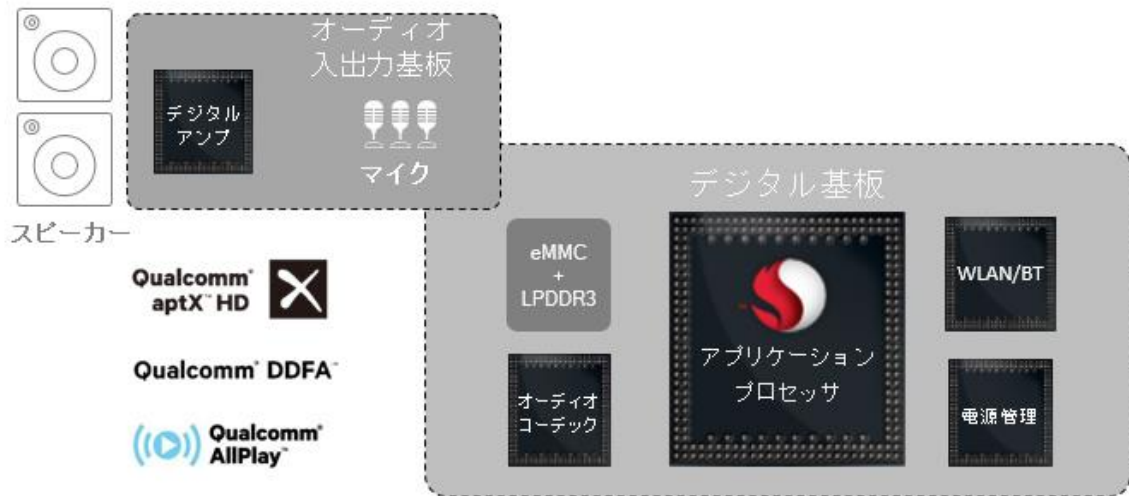 オーディオ
入出力基板
デジタル
アンプ
マイク
スピーカー
デジタル基板
eMMC
+
LPDDR3
WLAN/BT
アプリケーション
プロセッサ
オーディオ
コーデック
電源管理
Qualcomm®
aptX™ HD
Qualcomm® DDFA™
Qualcomm®
AllPlay™